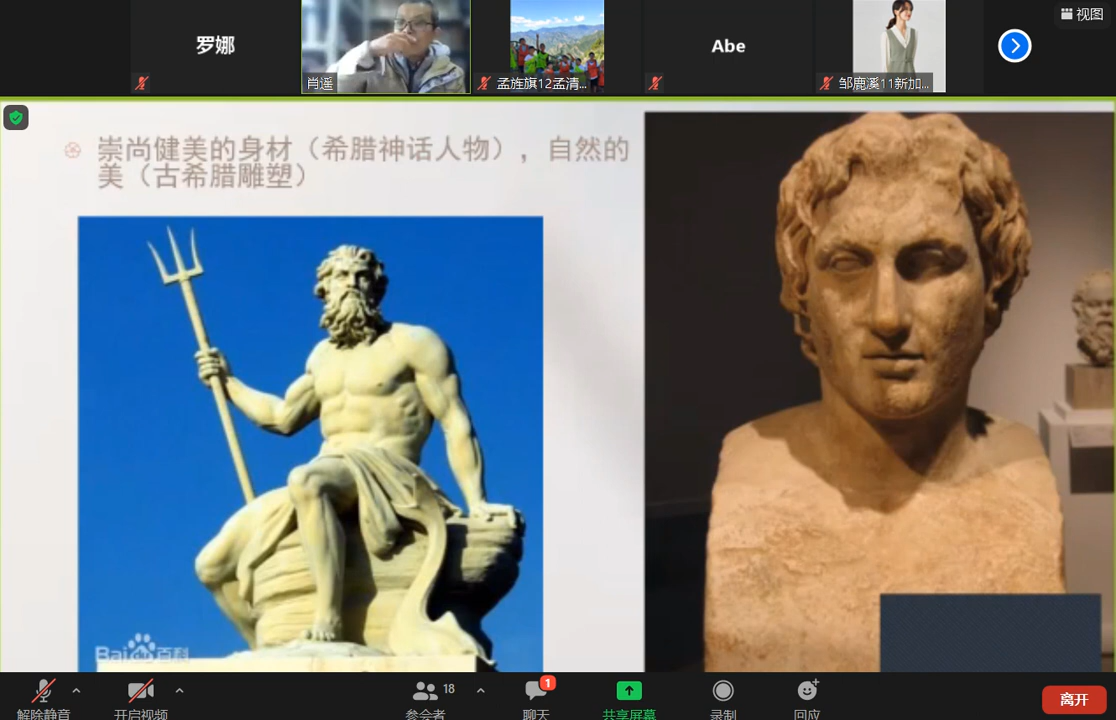 视图
罗娜
肖遥
孟旌旗12孟清...
Abe
邹鹿溪11新加...
崇尚健美的身材（希腊神话人物），自然的
美（古希腊雕塑）
Bai 百科
解除静音
开启视频
18
参会者
1
聊天
共享屏幕
录制
回应
离开